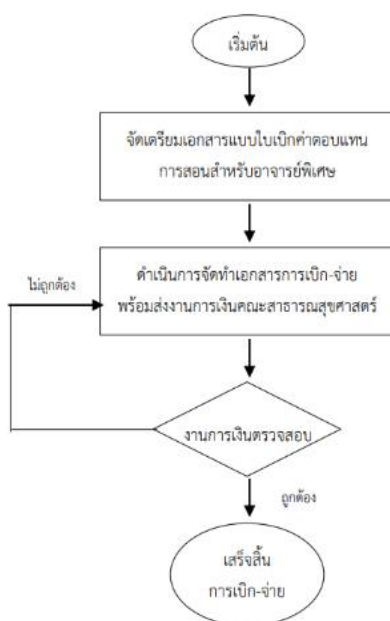 เริ่มต้น
จัดเตรียมเอกสารแบบใบเบิกค่าตอบแทน
การสอนสำหรับอาจารย์พิเศษ
ไม่ถูกต้อง
ดำเนินการจัดทำเอกสารการเบิก-จ่าย
พร้อมส่งงานการเงินคณะสาธารณสุขศาสตร์
งานการเงินตรวจสอบ
ถูกต้อง
เสร็จสิ้น
การเบิก-จ่าย